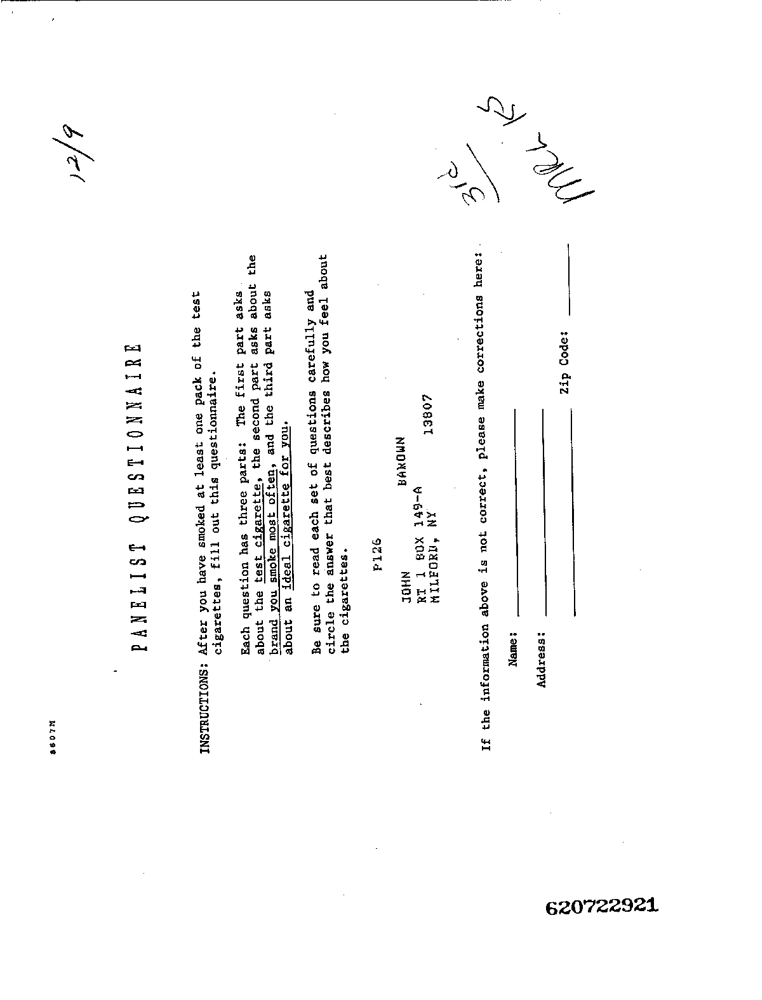 8607M
12/9
PANELIST QUESTIONNAIRE
INSTRUCTIONS: After you have smoked at least one pack of the test
cigarettes, fill out this questionnaire.
Each question has three parts: The first part asks
about the test cigarette, the second part asks about the
brand you smoke most often, and the third part asks
about an ideal cigarette for you.
Be sure to read each set of questions carefully and
circle the answer that best describes how you feel about
the cigarettes.
P126
JOHN BAKOWN
RT 1 BOX 149-A
MILFORD, NY 13807
If the information above is not correct, please make corrections here:
Name:
Address:
Zip Code:
620722921